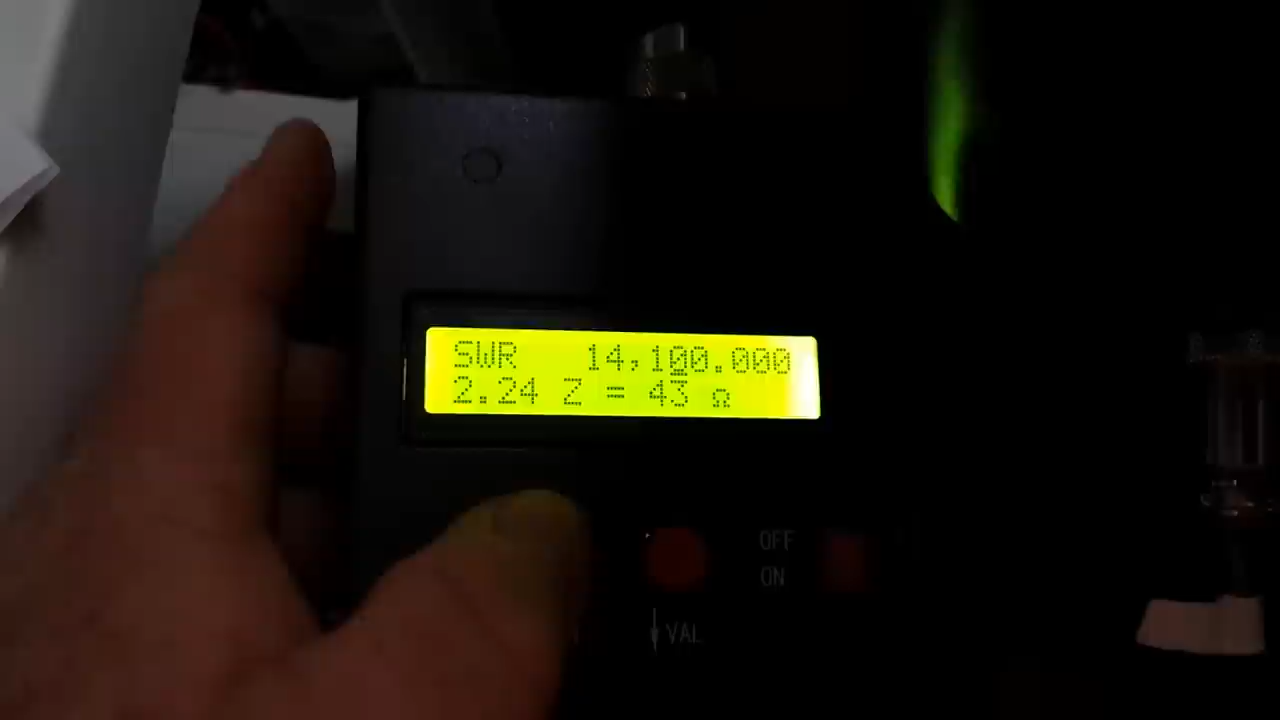 SWR 14,100.000
2.24 Z = 43 Ω
OFF
ON
↓ VAL